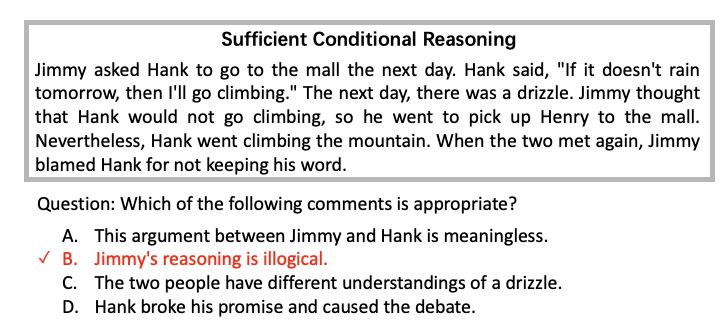 Sufficient Conditional Reasoning
Jimmy asked Hank to go to the mall the next day. Hank said, "If it doesn't rain
tomorrow, then I'll go climbing." The next day, there was a drizzle. Jimmy thought
that Hank would not go climbing, so he went to pick up Henry to the mall.
Nevertheless, Hank went climbing the mountain. When the two met again, Jimmy
blamed Hank for not keeping his word.
Question: Which of the following comments is appropriate?
A. This argument between Jimmy and Hank is meaningless.
✓ B. Jimmy's reasoning is illogical.
C. The two people have different understandings of a drizzle.
D. Hank broke his promise and caused the debate.